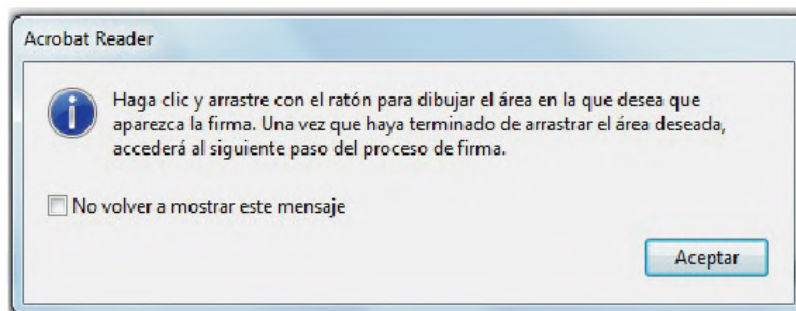 Acrobat Reader
Haga clic y arrastre con el ratón para dibujar el área en la que desea que
aparezca la firma. Una vez que haya terminado de arrastrar el área deseada,
accederá al siguiente paso del proceso de firma.
No volver a mostrar este mensaje
Aceptar